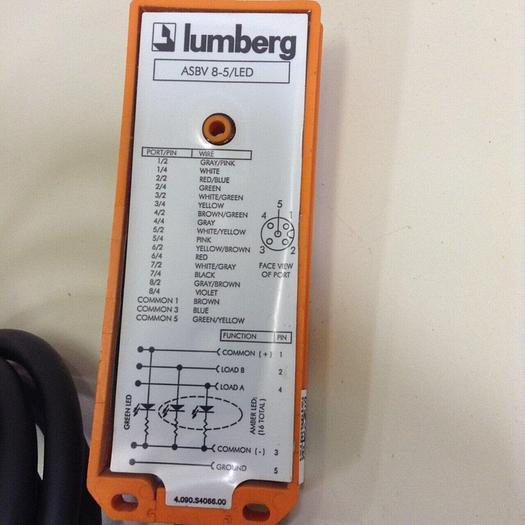 lumberg
ASBV 8-5/LED
PORT/PIN WIRE
1/2 GRAY/PINK
1/4 WHITE
2/2 RED/BLUE
2/4 GREEN
3/2 WHITE/GREEN
3/4 YELLOW
4/2 BROWN/GREEN
4/4 GRAY
5/2 WHITE/YELLOW
5/4 PINK
6/2 YELLOW/BROWN
6/4 RED
7/2 WHITE/GRAY
7/4 BLACK
8/2 GRAY/BROWN
8/4 VIOLET
COMMON 1 BROWN
COMMON 3 BLUE
COMMON 5 GREEN/YELLOW
5
4 1
3 2
FACE VIEW
OF PORT
FUNCTION PIN
COMMON (+) 1
LOAD B 2
LOAD A 4
GREEN LED
AMBER LED
(16 TOTAL)
COMMON (-) 3
GROUND 5
4.090.S4066.00